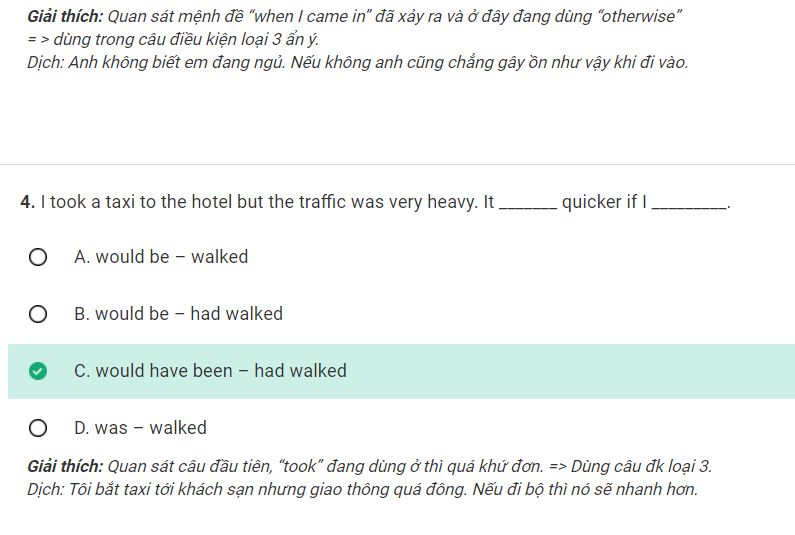 Giải thích: Quan sát mệnh đề “when I came in” đã xảy ra và ở đây đang dùng “otherwise”
= > dùng trong câu điều kiện loại 3 ẩn ý.
Dịch: Anh không biết em đang ngủ. Nếu không anh cũng chẳng gây ồn như vậy khi đi vào.
4. I took a taxi to the hotel but the traffic was very heavy. It _______ quicker if I _________.
A. would be – walked
B. would be – had walked
C. would have been – had walked
D. was – walked
Giải thích: Quan sát câu đầu tiên, “took” đang dùng ở thì quá khứ đơn. => Dùng câu đk loại 3.
Dịch: Tôi bắt taxi tới khách sạn nhưng giao thông quá đông. Nếu đi bộ thì nó sẽ nhanh hơn.